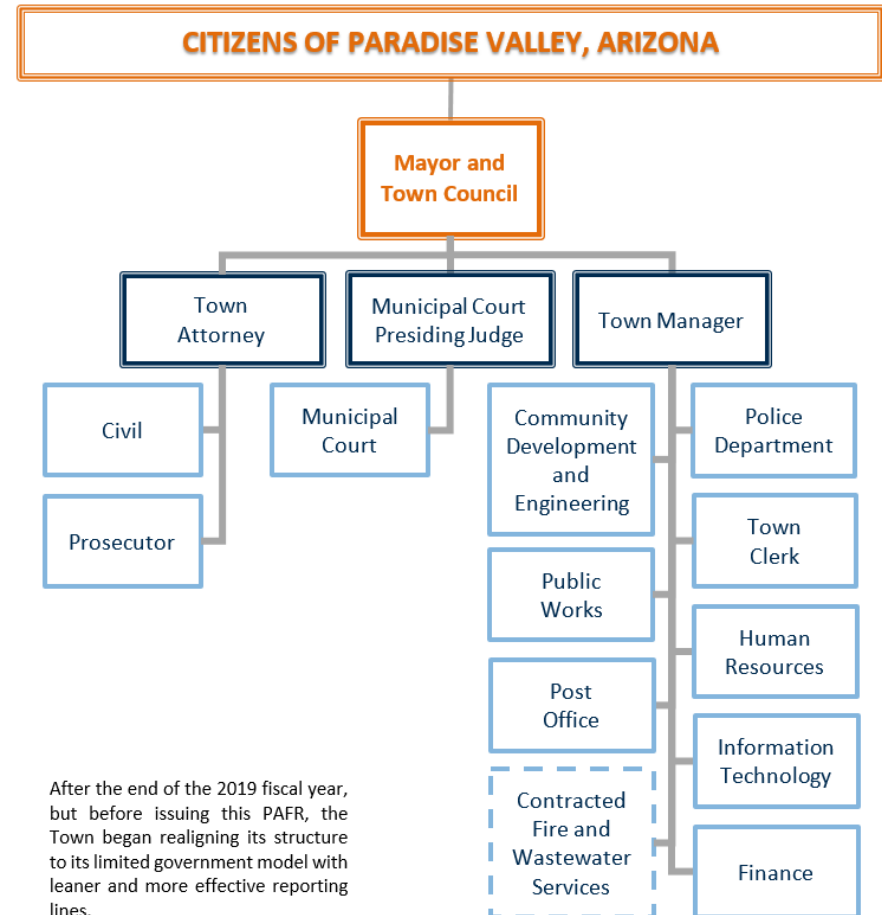 CITIZENS OF PARADISE VALLEY, ARIZONA
Mayor and
Town Council
Town
Attorney
Municipal Court
Presiding Judge
Town Manager
Civil
Prosecutor
Municipal
Court
Community
Development
and
Engineering
Public
Works
Post
Office
Contracted
Fire and
Wastewater
Services
Police
Department
Town
Clerk
Human
Resources
Information
Technology
Finance
After the end of the 2019 fiscal year,
but before issuing this PAFR, the
Town began realigning its structure
to its limited government model with
leaner and more effective reporting
lines.